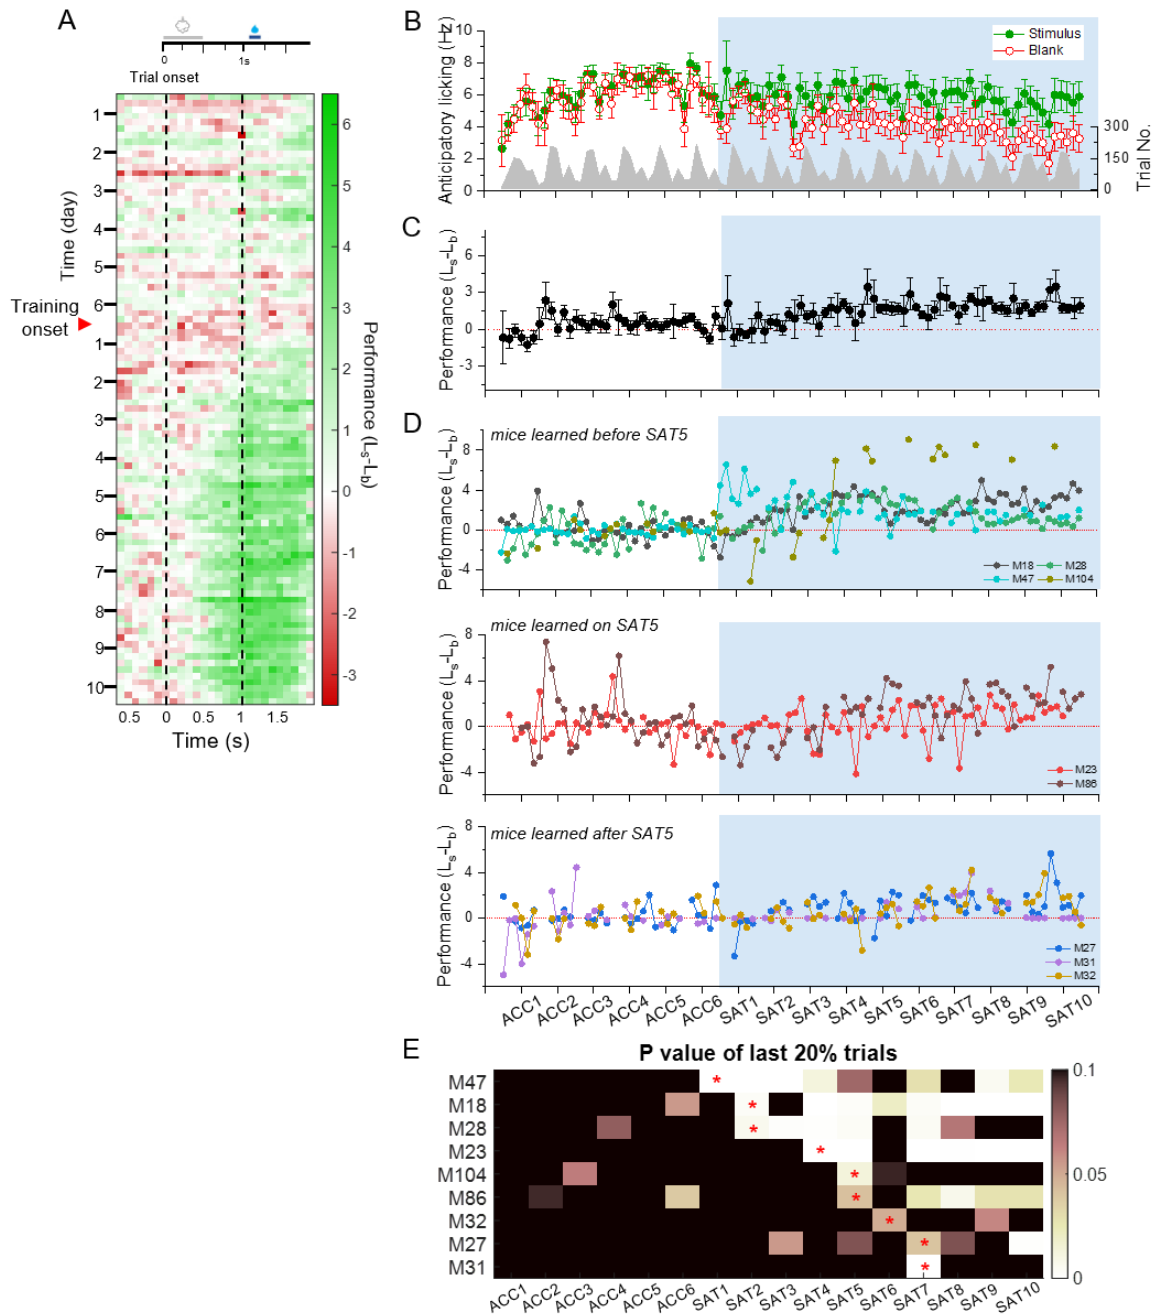 A
0
1s
Trial onset
1
2
3
4
5
6
1
2
3
4
5
6
7
8
9
10
Time (day)
Training
onset
0.5
0
0.5
1
1.5
Time (s)
6
5
4
3
2
1
0
-1
-2
-3
Performance (Ls-Lb)
B
Anticipatory licking (Hz)
10
8
6
4
2
0
Stimulus
Blank
300
150
0
Trial No.
C
Performance (Ls-Lb)
6
3
0
-3
D
mice learned before SAT5
Performance (Ls-Lb)
8
4
0
-4
M18
M28
M47
M104
mice learned on SAT5
Performance (Ls-Lb)
8
4
0
-4
M23
M86
mice learned after SAT5
Performance (Ls-Lb)
8
4
0
-4
M27
M31
M32
ACC1 ACC2 ACC3 ACC4 ACC5 ACC6 SAT1 SAT2 SAT3 SAT4 SAT5 SAT6 SAT7 SAT8 SAT9 SAT10
E
P value of last 20% trials
M47
M18
M28
M23
M104
M86
M32
M27
M31
* * * * * * * * *
0.1
0.05
0
ACC1 ACC2 ACC3 ACC4 ACC5 ACC6 SAT1 SAT2 SAT3 SAT4 SAT5 SAT6 SAT7 SAT8 SAT9 SAT10